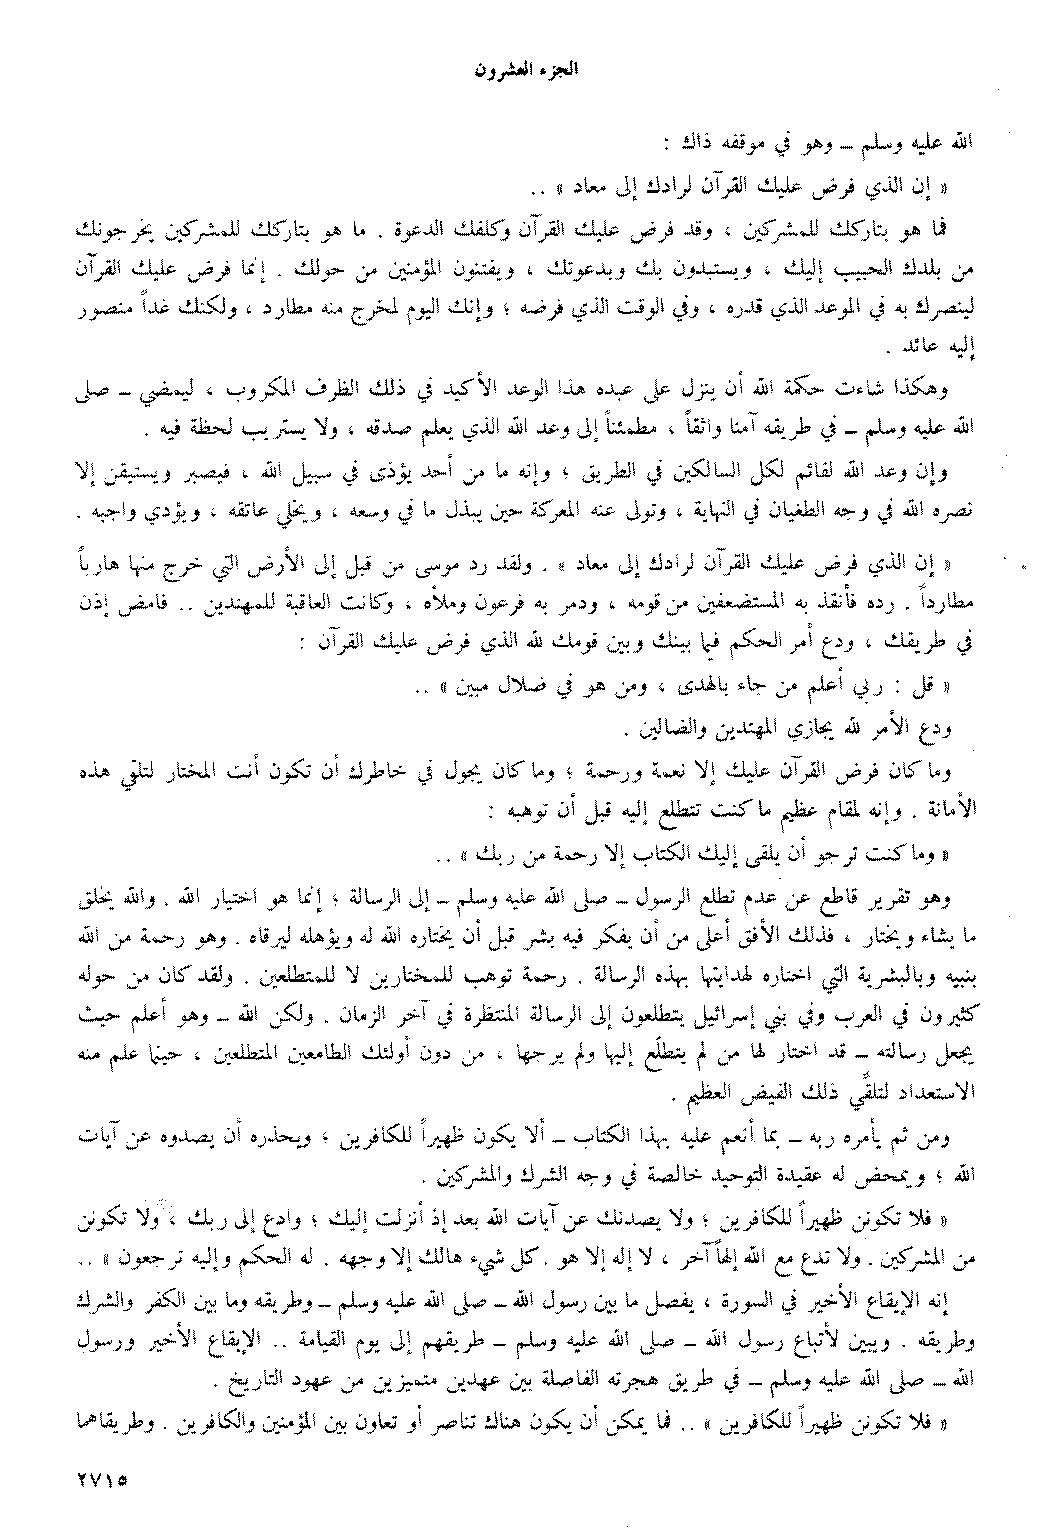 الجزء العشرون
الله عليه وسلم – وهو في موقفه ذاك :
« إن الذي فرض عليك القرآن لرادك إلى معاد » ..
فما هو بتاركك للمشركين ، وقد فرض عليك القرآن وكلفك الدعوة . ما هو بتاركك للمشركين يخرجونك
من بلدك الحبيب إليك ، ويستبدون بك وبدعوتك ، ويفتنون المؤمنين من حولك . إنما فرض عليك القرآن
لينصرك به في الموعد الذي قدره ، وفي الوقت الذي فرضه ؛ وإنك اليوم لمخرج منه مطارد ، ولكنك غداً منصور
إليه عائد .
وهكذا شاءت حكمة الله أن ينزل على عبده هذا الوعد الأكيد في ذلك الظرف المكروب ، ليمضي – صلى
الله عليه وسلم – في طريقه آمنا واثقاً ، مطمئناً إلى وعد الله الذي يعلم صدقه ، ولا يستريب لحظة فيه .
وإن وعد الله لقائم لكل السالكين في الطريق ؛ وإنه ما من أحد يؤذى في سبيل الله ، فيصبر ويستيقن إلا
نصره الله في وجه الطغيان في النهاية ، وتولى عنه المعركة حين يبذل ما في وسعه ، ويخلي عاتقه ، ويؤدي واجبه .
« إن الذي فرض عليك القرآن لرادك إلى معاد » . ولقد رد موسى من قبل إلى الأرض التي خرج منها هارباً
مطارداً . رده فأنقذ به المستضعفين من قومه ، ودمر به فرعون وملأه ، وكانت العاقبة للمهتدين .. فامض إذن
في طريقك ، ودع أمر الحكم فيما بينك وبين قومك لله الذي فرض عليك القرآن :
« قل : ربي أعلم من جاء بالهدى ، ومن هو في ضلال مبين » ..
ودع الأمر لله يجازي المهتدين والضالين .
وما كان فرض القرآن عليك إلا نعمة ورحمة ؛ وما كان يجول في خاطرك أن تكون أنت المختار لتلقي هذه
الأمانة . وإنه لمقام عظيم ما كنت تتطلع إليه قبل أن توهبه :
« وما كنت ترجو أن يلقى إليك الكتاب إلا رحمة من ربك » ..
وهو تقرير قاطع عن عدم تطلع الرسول – صلى الله عليه وسلم – إلى الرسالة ؛ إنما هو اختيار الله . والله يخلق
ما يشاء ويختار ، فذلك الأفق أعلى من أن يفكر فيه بشر قبل أن يختاره الله له ويؤهله ليرقاه . وهو رحمة من الله
بنبيه وبالبشرية التي اختاره لهدايتها بهذه الرسالة . رحمة توهب للمختارين لا للمتطلعين . ولقد كان من حوله
كثيرون في العرب وفي بني إسرائيل يتطلعون إلى الرسالة المنتظرة في آخر الزمان . ولكن الله – وهو أعلم حيث
يجعل رسالته – قد اختار لها من لم يتطلّع إليها ولم يرجها ، من دون أولئك الطامعين المتطلعين ، حينما علم منه
الاستعداد لتلقّي ذلك الفيض العظيم .
ومن ثم يأمره ربه – بما أنعم عليه بهذا الكتاب – ألا يكون ظهيراً للكافرين ؛ ويحذره أن يصدوه عن آيات
الله ؛ ويمحض له عقيدة التوحيد خالصة في وجه الشرك والمشركين .
« فلا تكونن ظهيراً للكافرين ؛ ولا يصدنك عن آيات الله بعد إذ أنزلت إليك ؛ وادع إلى ربك ، ولا تكونن
من المشركين . ولا تدع مع الله إلهاً آخر ، لا إله إلا هو . كل شيء هالك إلا وجهه . له الحكم وإليه ترجعون » ..
إنه الإيقاع الأخير في السورة ، يفصل ما بين رسول الله – صلى الله عليه وسلم – وطريقه وما بين الكفر والشرك
وطريقه . ويبين لأتباع رسول الله – صلى الله عليه وسلم – طريقهم إلى يوم القيامة .. الإيقاع الأخير ورسول
الله – صلى الله عليه وسلم – في طريق هجرته الفاصلة بين عهدين متميزين من عهود التاريخ .
« فلا تكونن ظهيراً للكافرين » .. فما يمكن أن يكون هناك تناصر أو تعاون بين المؤمنين والكافرين . وطريقاهما
٢٧١٥